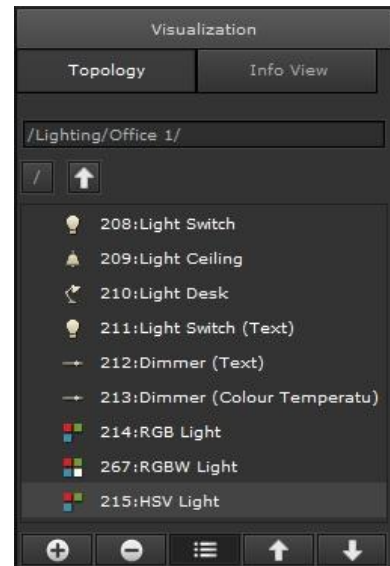 Visualization
Topology Info View
/Lighting/Office 1/
/
208:Light Switch
209:Light Ceiling
210:Light Desk
211:Light Switch (Text)
212:Dimmer (Text)
213:Dimmer (Colour Temperatu)
214:RGB Light
267:RGBW Light
215:HSV Light